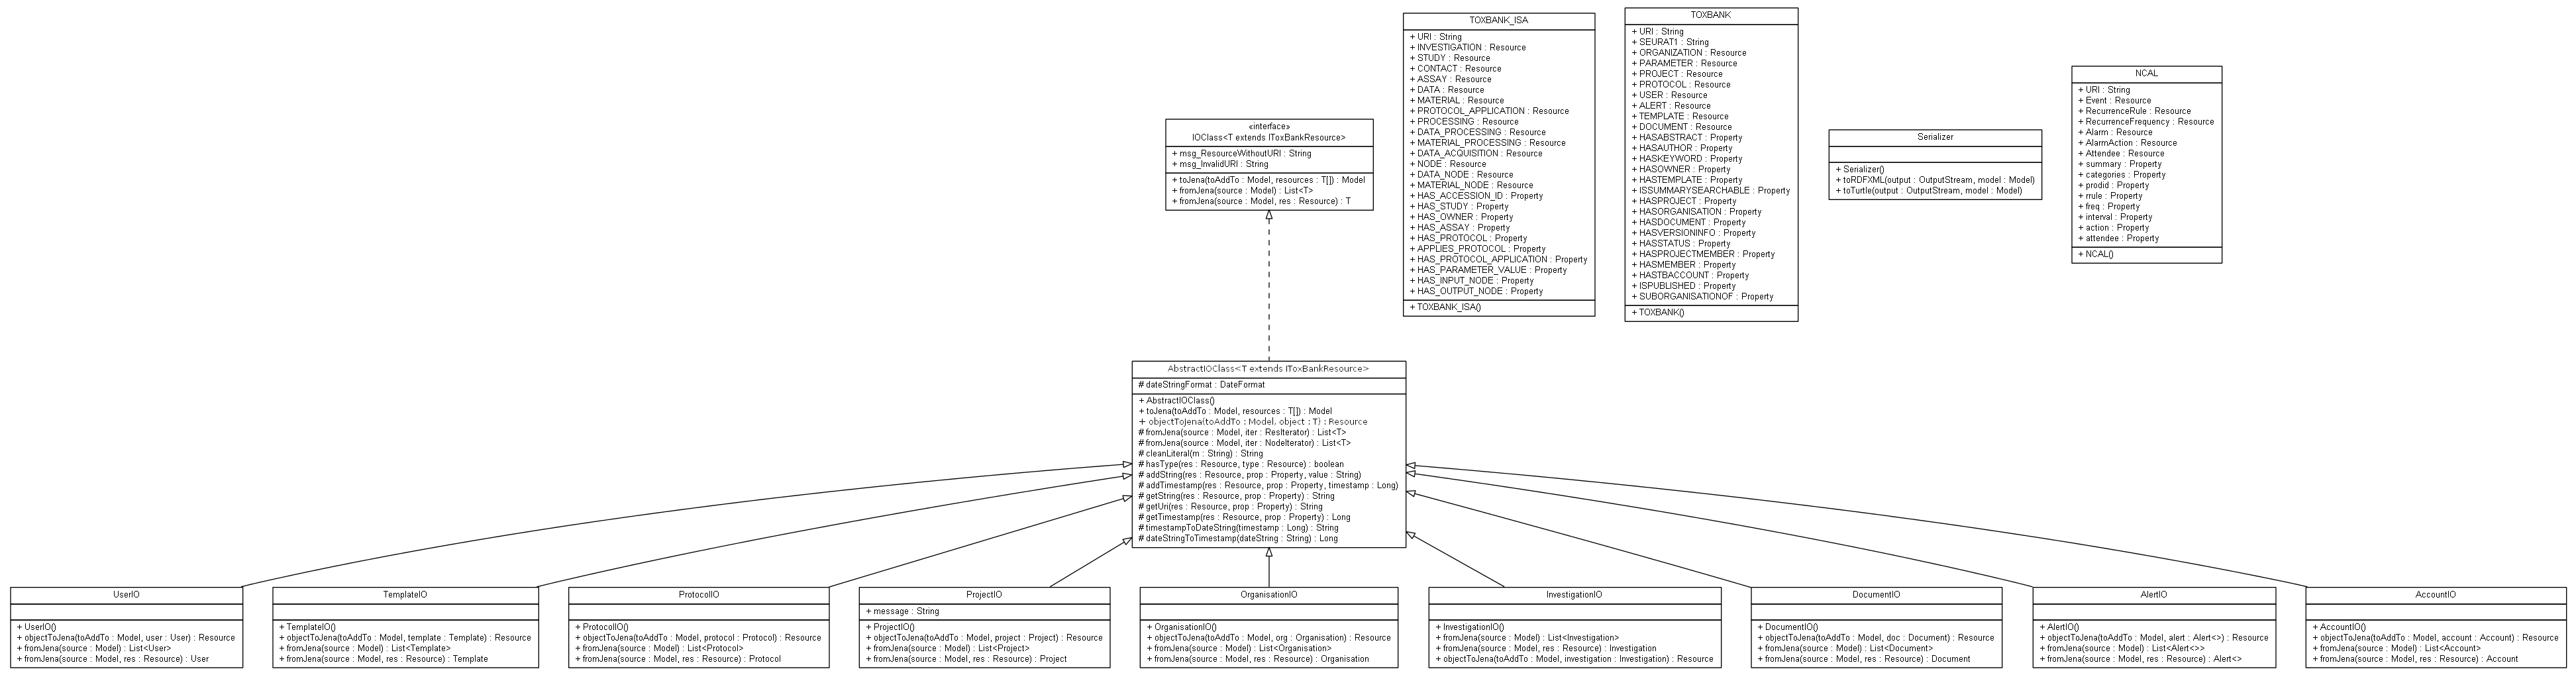 TOXBANK_ISA
+ URI : String
+ INVESTIGATION : Resource
+ STUDY : Resource
+ CONTACT : Resource
+ ASSAY : Resource
+ DATA : Resource
+ MATERIAL : Resource
+ PROTOCOL_APPLICATION : Resource
+ PROCESSING : Resource
+ DATA_PROCESSING : Resource
+ MATERIAL_PROCESSING : Resource
+ DATA_ACQUISITION : Resource
+ NODE : Resource
+ DATA_NODE : Resource
+ MATERIAL_NODE : Resource
+ HAS_ACCESSION_ID : Property
+ HAS_STUDY : Property
+ HAS_OWNER : Property
+ HAS_ASSAY : Property
+ HAS_PROTOCOL : Property
+ APPLIES_PROTOCOL : Property
+ HAS_PROTOCOL_APPLICATION : Property
+ HAS_PARAMETER_VALUE : Property
+ HAS_INPUT_NODE : Property
+ HAS_OUTPUT_NODE : Property
+ TOXBANK_ISA()
TOXBANK
+ URI : String
+ SEURAT1 : String
+ ORGANIZATION : Resource
+ PARAMETER : Resource
+ PROJECT : Resource
+ PROTOCOL : Resource
+ USER : Resource
+ ALERT : Resource
+ TEMPLATE : Resource
+ DOCUMENT : Resource
+ HASABSTRACT : Property
+ HASAUTHOR : Property
+ HASKEYWORD : Property
+ HASOWNER : Property
+ HASTEMPLATE : Property
+ ISSUMMARYSEARCHABLE : Property
+ HASPROJECT : Property
+ HASORGANISATION : Property
+ HASDOCUMENT : Property
+ HASVERSIONINFO : Property
+ HASSTATUS : Property
+ HASPROJECTMEMBER : Property
+ HASMEMBER : Property
+ HASTBACCOUNT : Property
+ ISPUBLISHED : Property
+ SUBORGANISATIONOF : Property
+ TOXBANK()
NCAL
+ URI : String
+ Event : Resource
+ RecurrenceRule : Resource
+ RecurrenceFrequency : Resource
+ Alarm : Resource
+ AlarmAction : Resource
+ Attendee : Resource
+ summary : Property
+ categories : Property
+ prodid : Property
+ rrule : Property
+ freq : Property
+ interval : Property
+ action : Property
+ attendee : Property
+ NCAL()
«interface»
IOClass<T extends IToxBankResource>
+ msg_ResourceWithoutURI : String
+ msg_InvalidURI : String
+ toJena(toAddTo : Model, resources : T[]) : Model
+ fromJena(source : Model) : List<T>
+ fromJena(source : Model, res : Resource) : T
Serializer
+ Serializer()
+ toRDFXML(output : OutputStream, model : Model)
+ toTurtle(output : OutputStream, model : Model)
AbstractIOClass<T extends IToxBankResource>
# dateStringFormat : DateFormat
+ AbstractIOClass()
+ toJena(toAddTo : Model, resources : T[]) : Model
+ objectToJena(toAddTo : Model, object : T) : Resource
# fromJena(source : Model, iter : ResIterator) : List<T>
# fromJena(source : Model, iter : NodeIterator) : List<T>
# cleanLiteral(m : String) : String
# hasType(res : Resource, type : Resource) : boolean
# addString(res : Resource, prop : Property, value : String)
# addTimestamp(res : Resource, prop : Property, timestamp : Long)
# getString(res : Resource, prop : Property) : String
# getUri(res : Resource, prop : Property) : String
# getTimestamp(res : Resource, prop : Property) : Long
# timestampToDateString(timestamp : Long) : String
# dateStringToTimestamp(dateString : String) : Long
UserIO
+ UserIO()
+ objectToJena(toAddTo : Model, user : User) : Resource
+ fromJena(source : Model) : List<User>
+ fromJena(source : Model, res : Resource) : User
TemplateIO
+ TemplateIO()
+ objectToJena(toAddTo : Model, template : Template) : Resource
+ fromJena(source : Model) : List<Template>
+ fromJena(source : Model, res : Resource) : Template
ProtocolIO
+ ProtocolIO()
+ objectToJena(toAddTo : Model, protocol : Protocol) : Resource
+ fromJena(source : Model) : List<Protocol>
+ fromJena(source : Model, res : Resource) : Protocol
ProjectIO
+ message : String
+ ProjectIO()
+ objectToJena(toAddTo : Model, project : Project) : Resource
+ fromJena(source : Model) : List<Project>
+ fromJena(source : Model, res : Resource) : Project
OrganisationIO
+ OrganisationIO()
+ objectToJena(toAddTo : Model, org : Organisation) : Resource
+ fromJena(source : Model) : List<Organisation>
+ fromJena(source : Model, res : Resource) : Organisation
InvestigationIO
+ InvestigationIO()
+ fromJena(source : Model) : List<Investigation>
+ fromJena(source : Model, res : Resource) : Investigation
+ objectToJena(toAddTo : Model, investigation : Investigation) : Resource
DocumentIO
+ DocumentIO()
+ objectToJena(toAddTo : Model, doc : Document) : Resource
+ fromJena(source : Model) : List<Document>
+ fromJena(source : Model, res : Resource) : Document
AlertIO
+ AlertIO()
+ objectToJena(toAddTo : Model, alert : Alert<>) : Resource
+ fromJena(source : Model) : List<Alert<>>
+ fromJena(source : Model, res : Resource) : Alert<>
AccountIO
+ AccountIO()
+ objectToJena(toAddTo : Model, account : Account) : Resource
+ fromJena(source : Model) : List<Account>
+ fromJena(source : Model, res : Resource) : Account